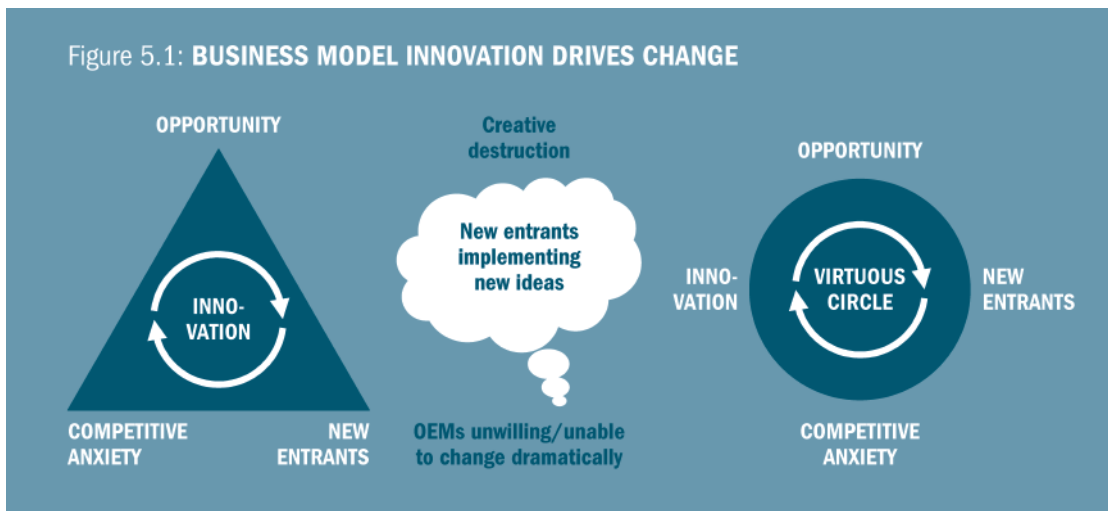 Figure 5.1: BUSINESS MODEL INNOVATION DRIVES CHANGE
OPPORTUNITY
INNO-
VATION
COMPETITIVE
ANXIETY
NEW
ENTRANTS
Creative
destruction
New entrants
implementing
new ideas
OEMs unwilling/unable
to change dramatically
OPPORTUNITY
INNO-
VATION
VIRTUOUS
CIRCLE
NEW
ENTRANTS
COMPETITIVE
ANXIETY